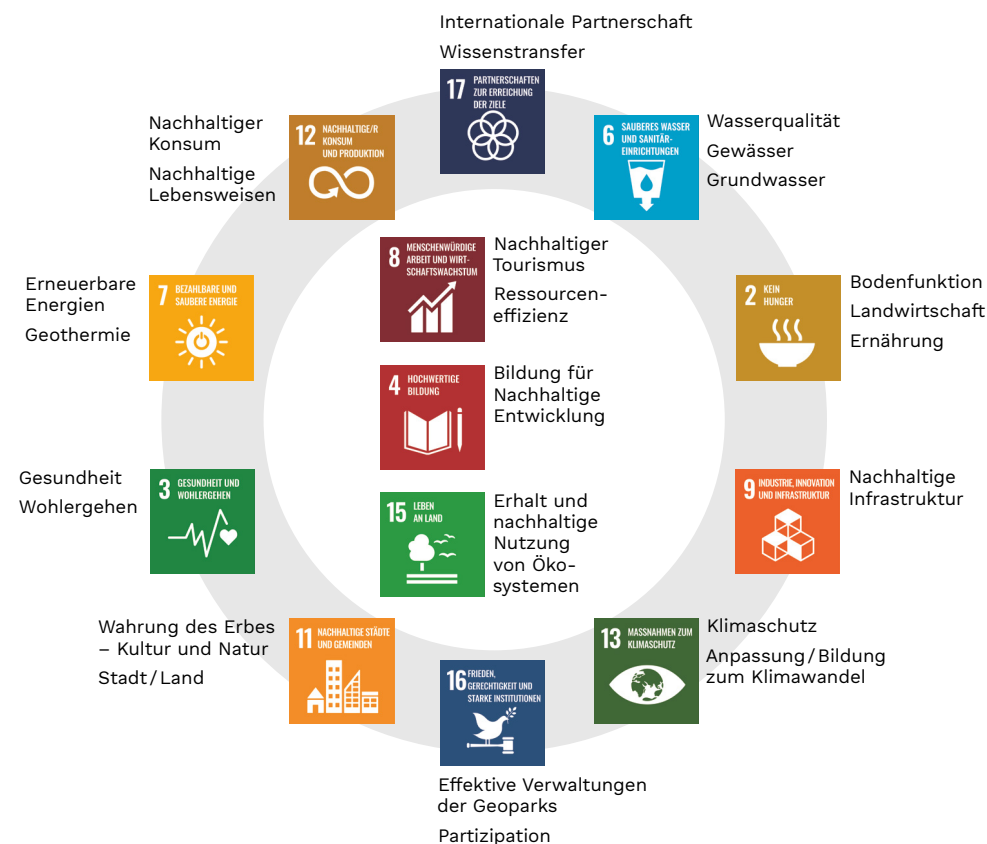 Internationale Partnerschaft
Wissenstransfer
17 PARTNERSCHAFTEN
ZUR ERREICHUNG
DER ZIELE
Nachhaltiger
Konsum
Nachhaltige
Lebensweisen
12 NACHHALTIGE/R
KONSUM
UND PRODUKTION
6 SAUBERES WASSER
UND SANITÄR-
EINRICHTUNGEN
Wasserqualität
Gewässer
Grundwasser
8 MENSCHENWÜRDIGE
ARBEIT UND WIRT-
SCHAFTSWACHSTUM
Nachhaltiger
Tourismus
Ressourcen-
effizienz
Erneuerbare
Energien
Geothermie
7 BEZAHLBARE UND
SAUBERE ENERGIE
2 KEIN
HUNGER
Bodenfunktion
Landwirtschaft
Ernährung
4 HOCHWERTIGE
BILDUNG
Bildung für
Nachhaltige
Entwicklung
Gesundheit
Wohlergehen
3 GESUNDHEIT UND
WOHLERGEHEN
15 LEBEN
AN LAND
Erhalt und
nachhaltige
Nutzung
von Öko-
systemen
9 INDUSTRIE, INNOVATION
UND INFRASTRUKTUR
Nachhaltige
Infrastruktur
Wahrung des Erbes
– Kultur und Natur
Stadt/Land
11 NACHHALTIGE STÄDTE
UND GEMEINDEN
13 MASSNAHMEN ZUM
KLIMASCHUTZ
Klimaschutz
Anpassung/Bildung
zum Klimawandel
16 FRIEDEN,
GERECHTIGKEIT UND
STARKE INSTITUTIONEN
Effektive Verwaltungen
der Geoparks
Partizipation